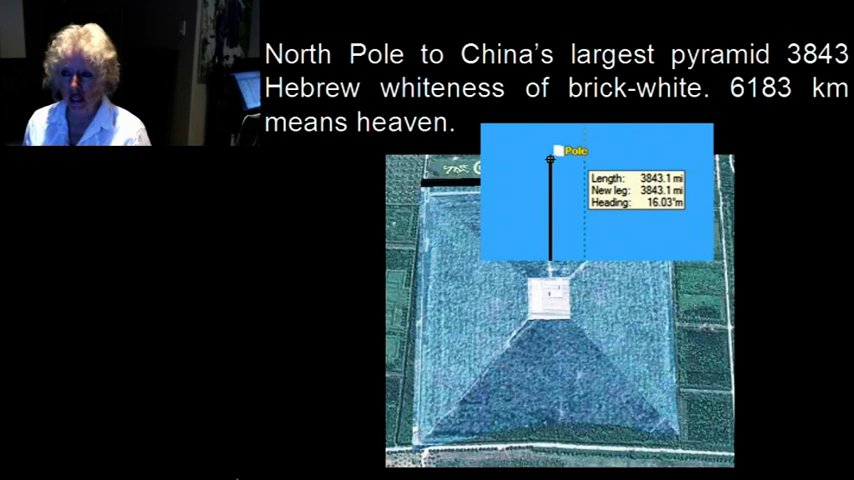 North Pole to China's largest pyramid 3843
Hebrew whiteness of brick-white. 6183 km
means heaven.
Pole
Length: 3843.1 mi
New leg: 3843.1 mi
Heading: 16.03°m